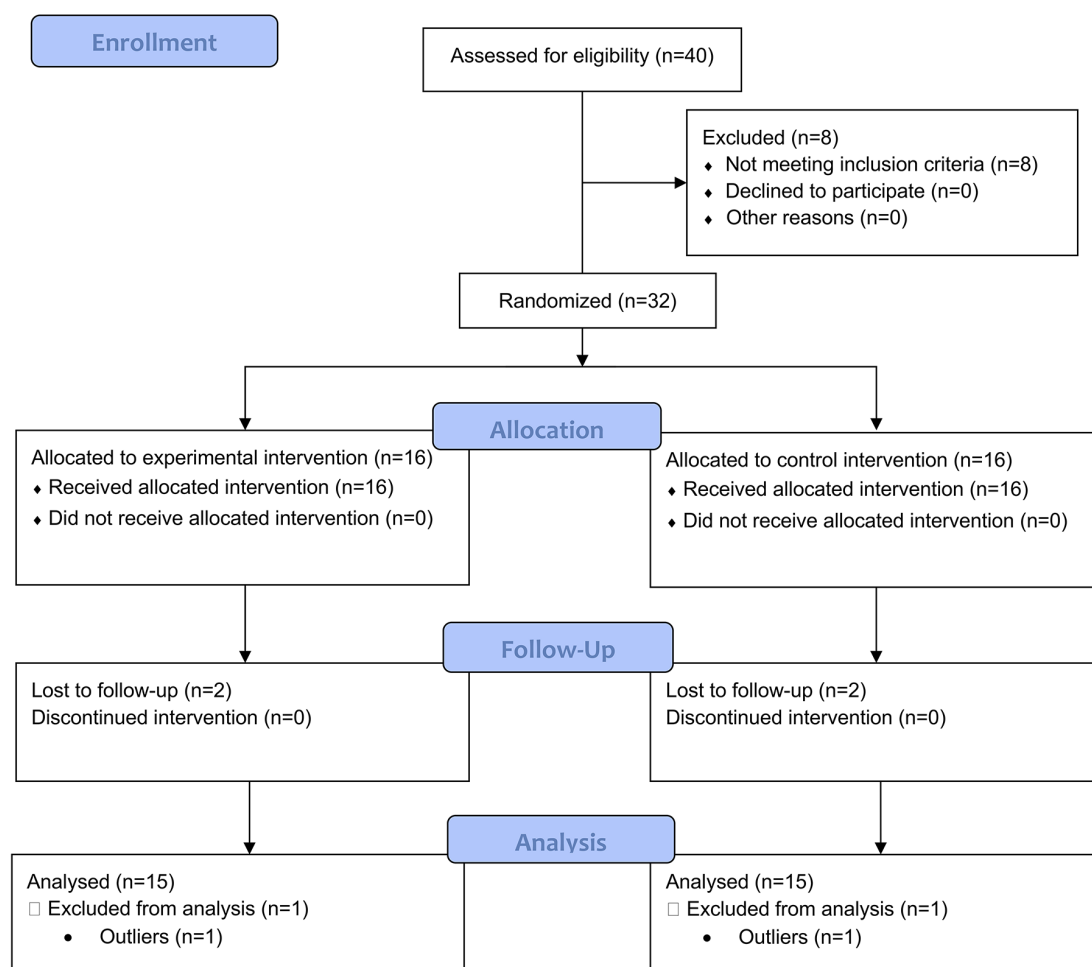 Enrollment
Assessed for eligibility (n=40)
Excluded (n=8)
♦ Not meeting inclusion criteria (n=8)
♦ Declined to participate (n=0)
♦ Other reasons (n=0)
Randomized (n=32)
Allocation
Allocated to experimental intervention (n=16)
♦ Received allocated intervention (n=16)
♦ Did not receive allocated intervention (n=0)
Allocated to control intervention (n=16)
♦ Received allocated intervention (n=16)
♦ Did not receive allocated intervention (n=0)
Follow-Up
Lost to follow-up (n=2)
Discontinued intervention (n=0)
Lost to follow-up (n=2)
Discontinued intervention (n=0)
Analysis
Analysed (n=15)
□ Excluded from analysis (n=1)
• Outliers (n=1)
Analysed (n=15)
□ Excluded from analysis (n=1)
• Outliers (n=1)